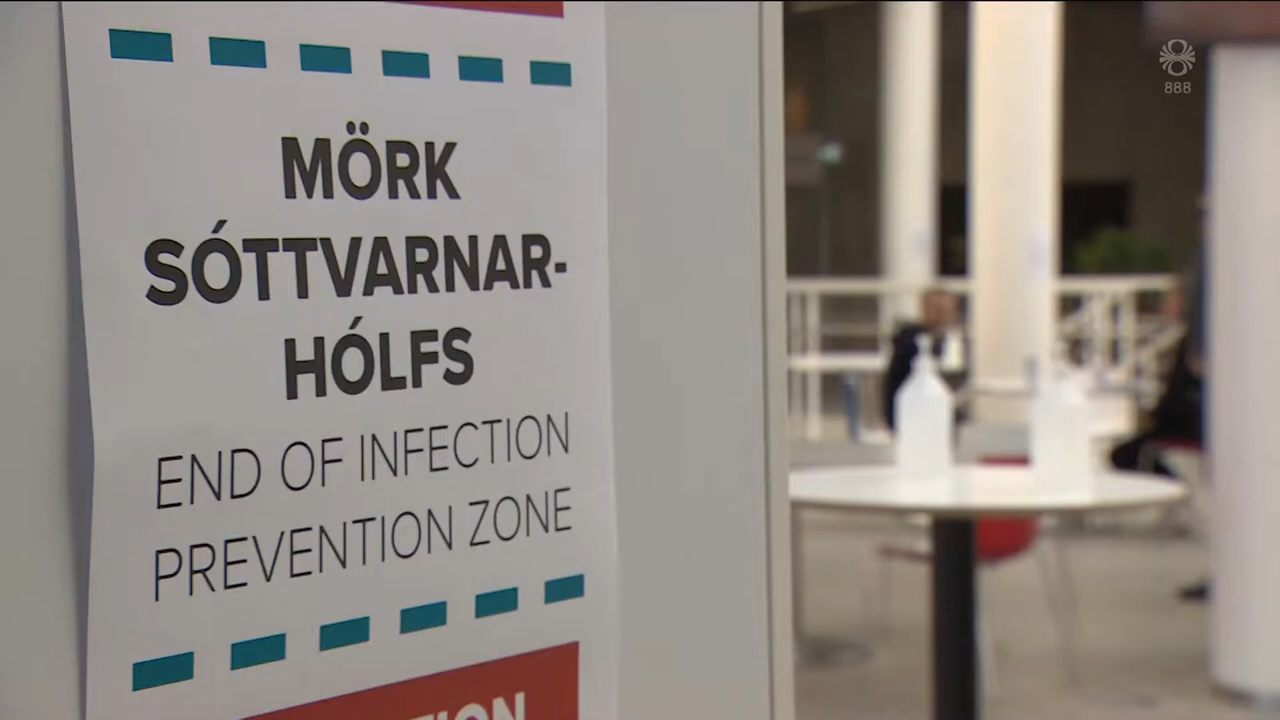 888
MÖRK
SÓTTVARNAR-
HÓLFS
END OF INFECTION
PREVENTION ZONE